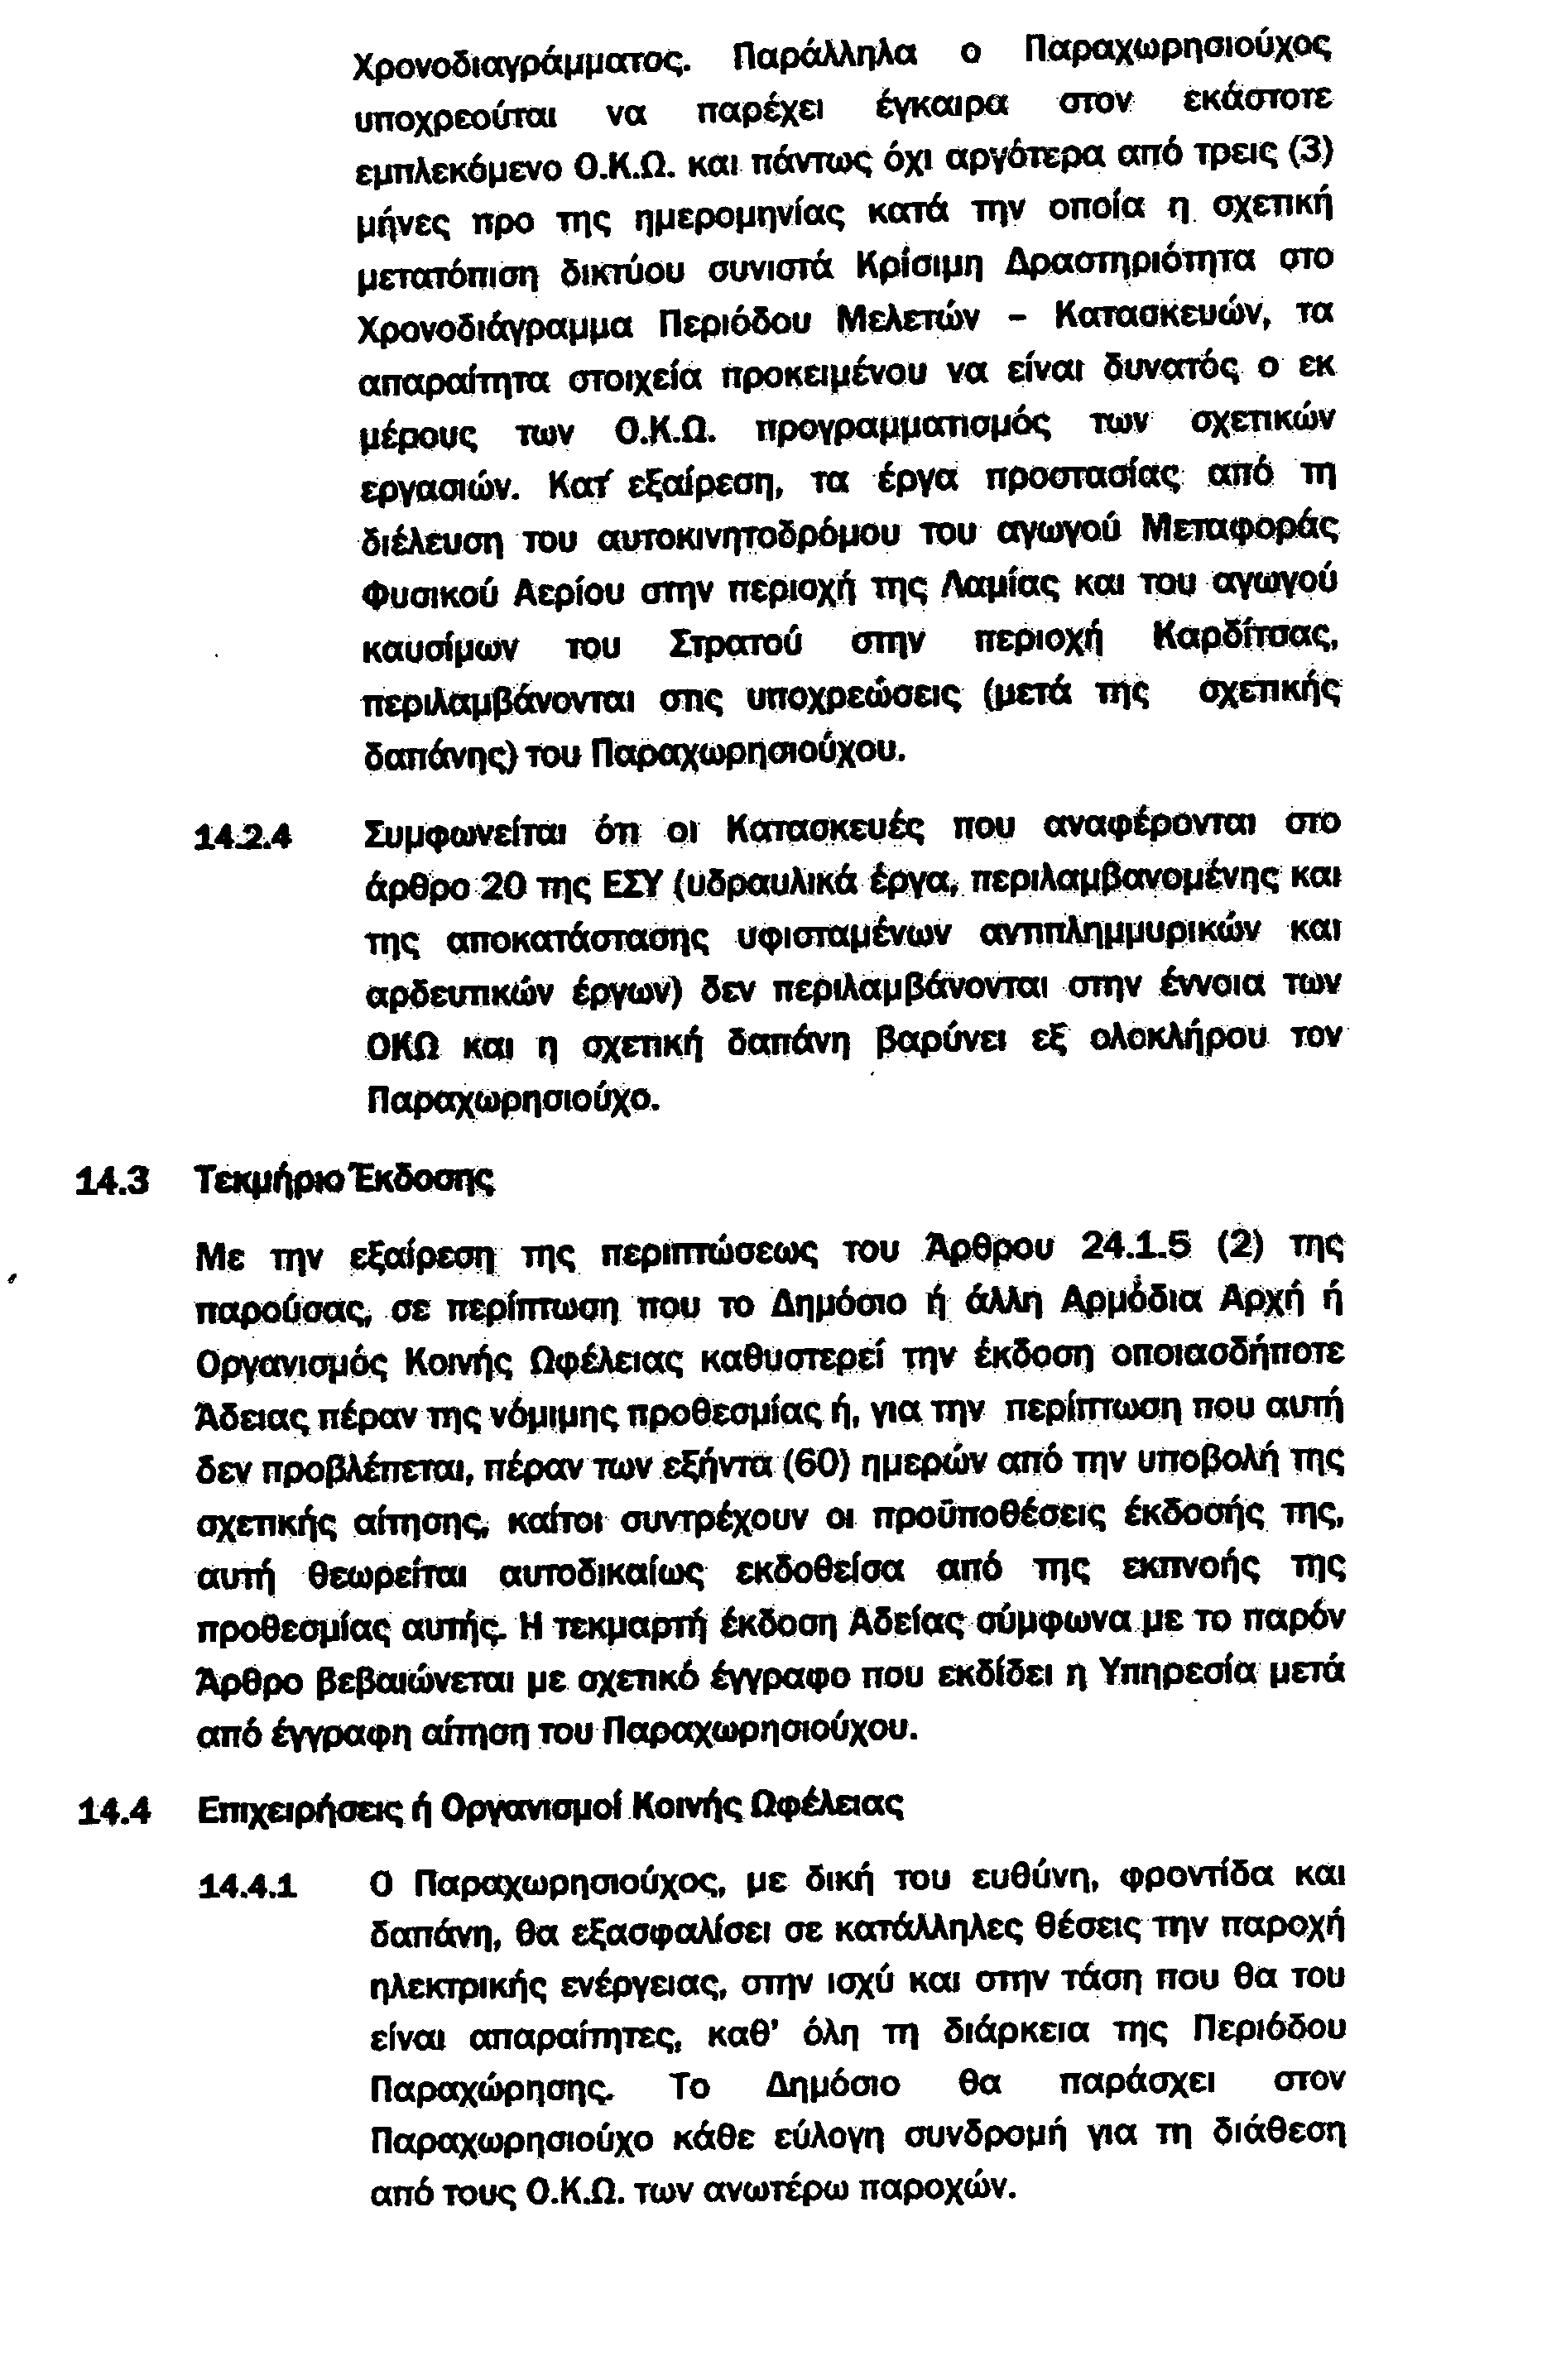 Χρονοδιαγράμματος. Παράλληλα ο Παραχωρησιούχος
υποχρεούται να παρέχει έγκαιρα στον εκάστοτε
εμπλεκόμενο Ο.Κ.Ω. και πάντως όχι αργότερα από τρεις (3)
μήνες προ της ημερομηνίας κατά την οποία η σχετική
μετατόπιση δικτύου συνιστά Κρίσιμη Δραστηριότητα στο
Χρονοδιάγραμμα Περιόδου Μελετών – Κατασκευών, τα
απαραίτητα στοιχεία προκειμένου να είναι δυνατός ο εκ
μέρους των Ο.Κ.Ω. προγραμματισμός των σχετικών
εργασιών. Κατ' εξαίρεση, τα έργα προστασίας από τη
διέλευση του αυτοκινητοδρόμου του αγωγού Μεταφοράς
Φυσικού Αερίου στην περιοχή της Λαμίας και του αγωγού
καυσίμων του Στρατού στην περιοχή Καρδίτσας,
περιλαμβάνονται στις υποχρεώσεις (μετά της σχετικής
δαπάνης) του Παραχωρησιούχου.
14.2.4 Συμφωνείται ότι οι Κατασκευές που αναφέρονται στο
άρθρο 20 της ΕΣΥ (υδραυλικά έργα, περιλαμβανομένης και
της αποκατάστασης υφισταμένων αντιπλημμυρικών και
αρδευτικών έργων) δεν περιλαμβάνονται στην έννοια των
ΟΚΩ και η σχετική δαπάνη βαρύνει εξ ολοκλήρου τον
Παραχωρησιούχο.
14.3 Τεκμήριο Έκδοσης
Με την εξαίρεση της περιπτώσεως του Άρθρου 24.1.5 (2) της
παρούσας, σε περίπτωση που το Δημόσιο ή άλλη Αρμόδια Αρχή ή
Οργανισμός Κοινής Ωφέλειας καθυστερεί την έκδοση οποιασδήποτε
Άδειας πέραν της νόμιμης προθεσμίας ή, για την περίπτωση που αυτή
δεν προβλέπεται, πέραν των εξήντα (60) ημερών από την υποβολή της
σχετικής αίτησης, καίτοι συντρέχουν οι προϋποθέσεις έκδοσής της,
αυτή θεωρείται αυτοδικαίως εκδοθείσα από της εκπνοής της
προθεσμίας αυτής. Η τεκμαρτή έκδοση Αδείας σύμφωνα με το παρόν
Άρθρο βεβαιώνεται με σχετικό έγγραφο που εκδίδει η Υπηρεσία μετά
από έγγραφη αίτηση του Παραχωρησιούχου.
14.4 Επιχειρήσεις ή Οργανισμοί Κοινής Ωφέλειας
14.4.1 Ο Παραχωρησιούχος, με δική του ευθύνη, φροντίδα και
δαπάνη, θα εξασφαλίσει σε κατάλληλες θέσεις την παροχή
ηλεκτρικής ενέργειας, στην ισχύ και στην τάση που θα του
είναι απαραίτητες, καθ' όλη τη διάρκεια της Περιόδου
Παραχώρησης. Το Δημόσιο θα παράσχει στον
Παραχωρησιούχο κάθε εύλογη συνδρομή για τη διάθεση
από τους Ο.Κ.Ω. των ανωτέρω παροχών.